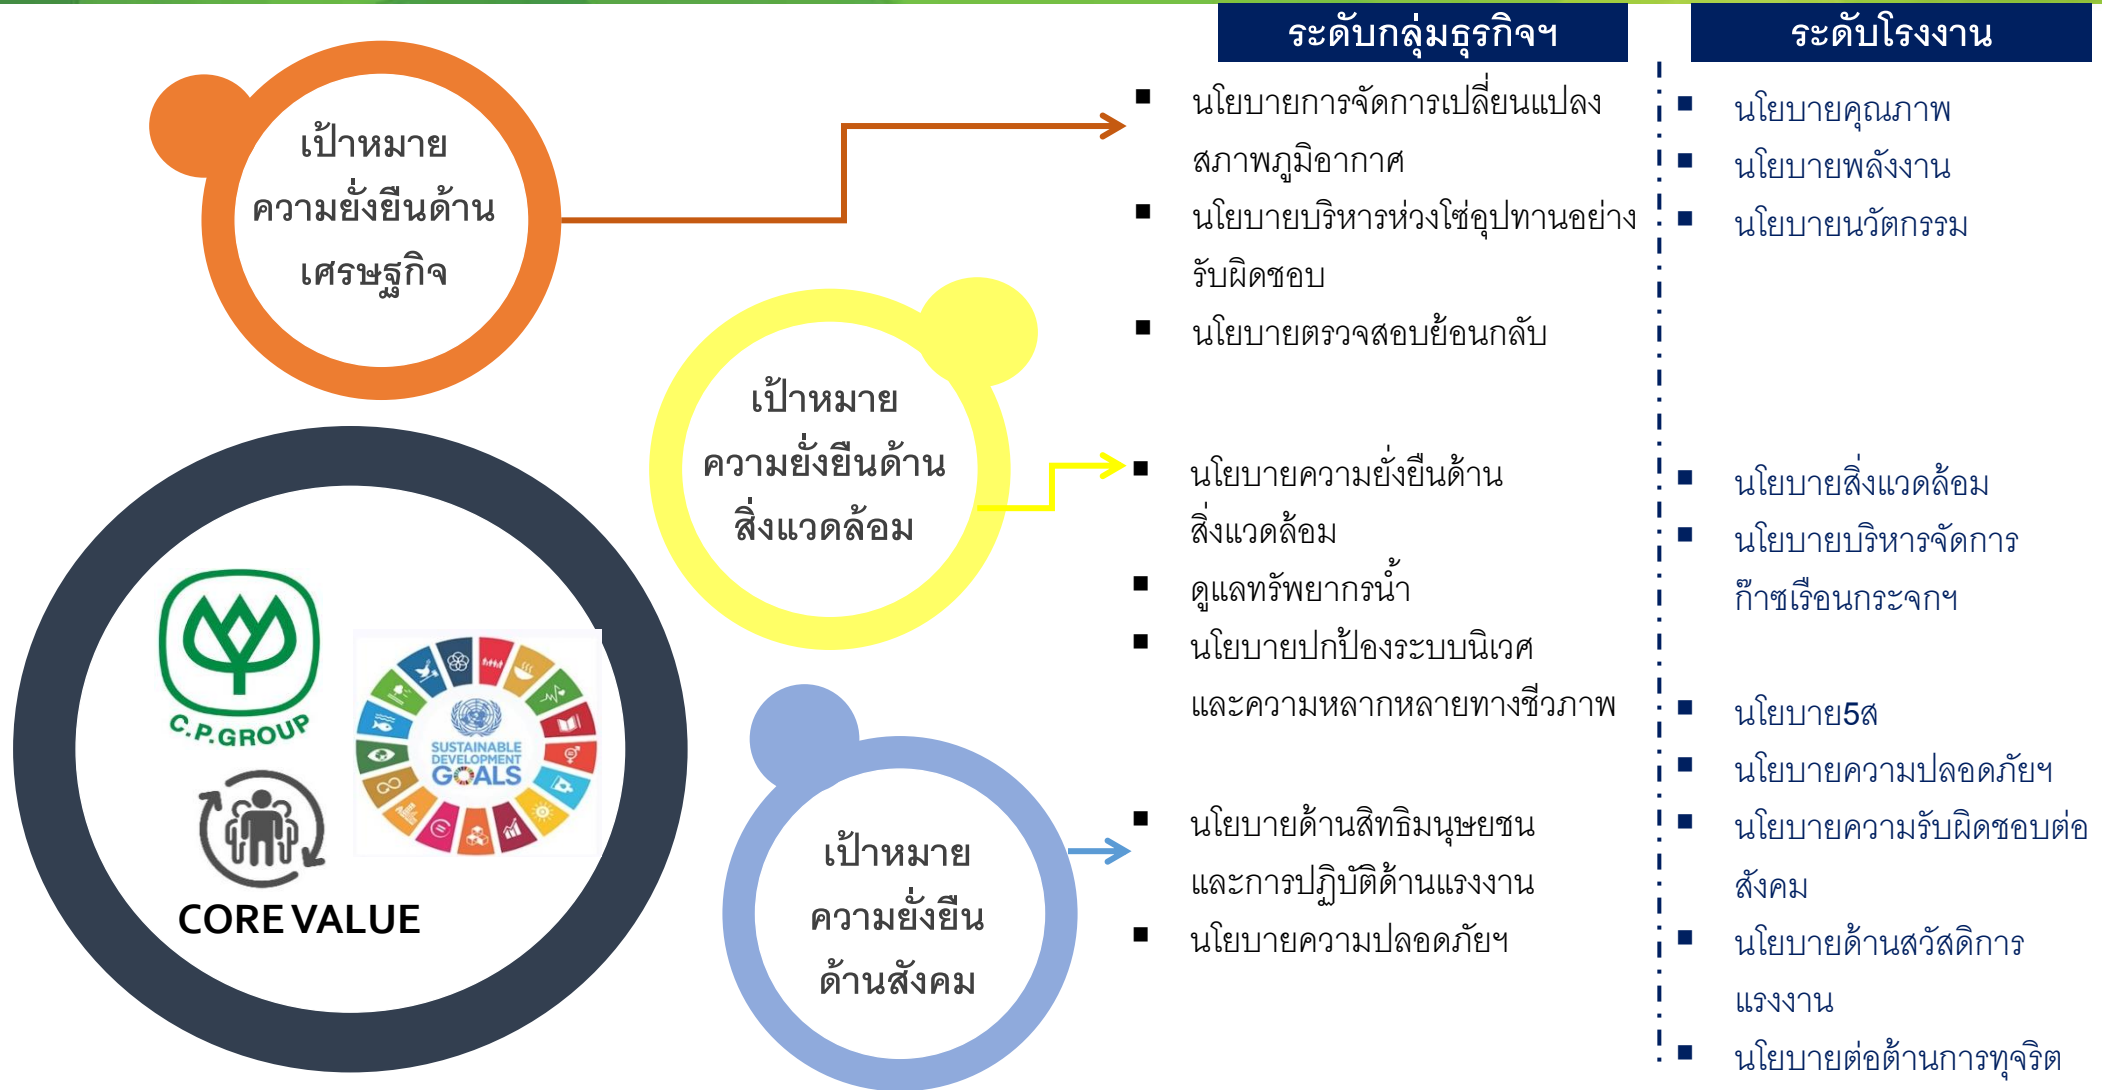 ระดับกลุ่มธุรกิจฯ
ระดับโรงงาน
เป้าหมาย
ความยั่งยืนด้าน
เศรษฐกิจ
นโยบายการจัดการเปลี่ยนแปลง
สภาพภูมิอากาศ
นโยบายบริหารห่วงโซ่อุปทานอย่าง
รับผิดชอบ
นโยบายตรวจสอบย้อนกลับ
นโยบายคุณภาพ
นโยบายพลังงาน
นโยบายนวัตกรรม
เป้าหมาย
ความยั่งยืนด้าน
สิ่งแวดล้อม
นโยบายความยั่งยืนด้าน
สิ่งแวดล้อม
ดูแลทรัพยากรน้ำ
นโยบายปกป้องระบบนิเวศ
และความหลากหลายทางชีวภาพ
นโยบายสิ่งแวดล้อม
นโยบายบริหารจัดการ
ก๊าซเรือนกระจกฯ
C.P.GROUP
SUSTAINABLE
DEVELOPMENT
GOALS
CORE VALUE
เป้าหมาย
ความยั่งยืน
ด้านสังคม
นโยบายด้านสิทธิมนุษยชน
และการปฏิบัติด้านแรงงาน
นโยบายความปลอดภัยฯ
นโยบาย5ส
นโยบายความปลอดภัยฯ
นโยบายความรับผิดชอบต่อ
สังคม
นโยบายด้านสวัสดิการ
แรงงาน
นโยบายต่อต้านการทุจริต